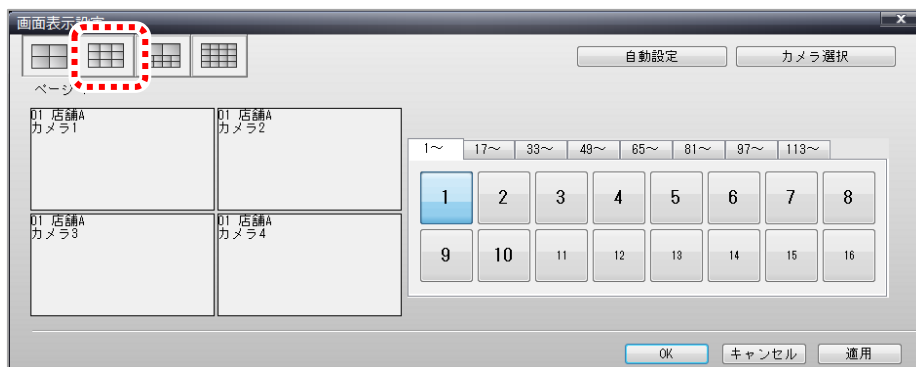 画面表示設定
自動設定
カメラ選択
ページ
01 店舗A
カメラ1
01 店舗A
カメラ2
01 店舗A
カメラ3
01 店舗A
カメラ4
1～ 17～ 33～ 49～ 65～ 81～ 97～ 113～
1 2 3 4 5 6 7 8
9 10 11 12 13 14 15 16
OK キャンセル 適用